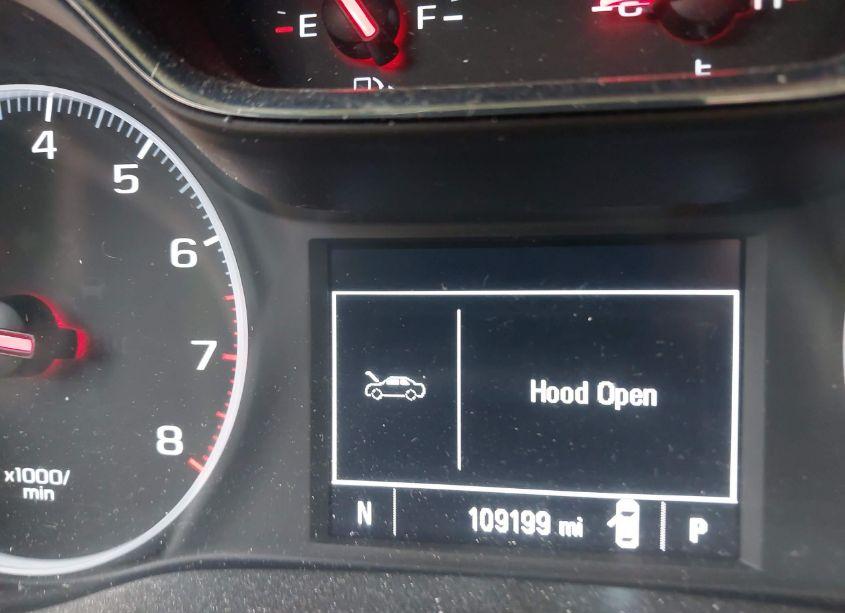 E F C H
4
5
6
7
8
x1000/
min
Hood Open
N 109199 mi P